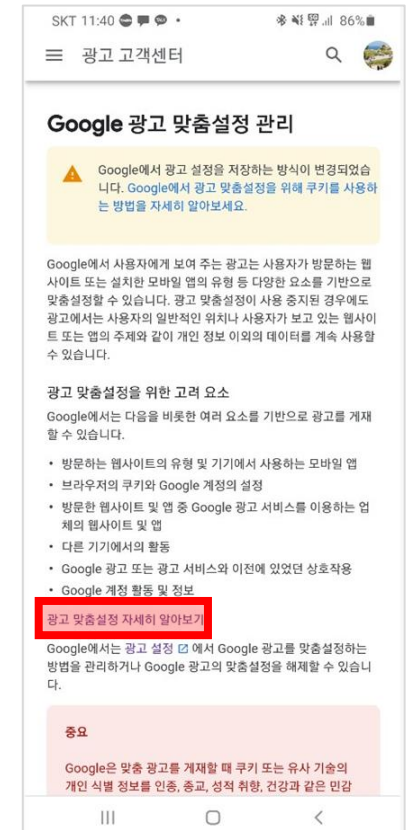 SKT 11:40
86%
광고 고객센터
Google 광고 맞춤설정 관리
Google에서 광고 설정을 저장하는 방식이 변경되었습
니다. Google에서 광고 맞춤설정을 위해 쿠키를 사용하
는 방법을 자세히 알아보세요.
Google에서 사용자에게 보여 주는 광고는 사용자가 방문하는 웹
사이트 또는 설치한 모바일 앱의 유형 등 다양한 요소를 기반으로
맞춤설정할 수 있습니다. 광고 맞춤설정이 사용 중지된 경우에도
광고에서는 사용자의 일반적인 위치나 사용자가 보고 있는 웹사이
트 또는 앱의 주제와 같이 개인 정보 이외의 데이터를 계속 사용할
수 있습니다.
광고 맞춤설정을 위한 고려 요소
Google에서는 다음을 비롯한 여러 요소를 기반으로 광고를 게재
할 수 있습니다.
• 방문하는 웹사이트의 유형 및 기기에서 사용하는 모바일 앱
• 브라우저의 쿠키와 Google 계정의 설정
• 방문한 웹사이트 및 앱 중 Google 광고 서비스를 이용하는 업
체의 웹사이트 및 앱
• 다른 기기에서의 활동
• Google 광고 또는 광고 서비스와 이전에 있었던 상호작용
• Google 계정 활동 및 정보
광고 맞춤설정 자세히 알아보기
Google에서는 광고 설정 에서 Google 광고를 맞춤설정하는
방법을 관리하거나 Google 광고의 맞춤설정을 해제할 수 있습니
다.
중요
Google은 맞춤 광고를 게재할 때 쿠키 또는 유사 기술의
개인 식별 정보를 인종, 종교, 성적 취향, 건강과 같은 민감